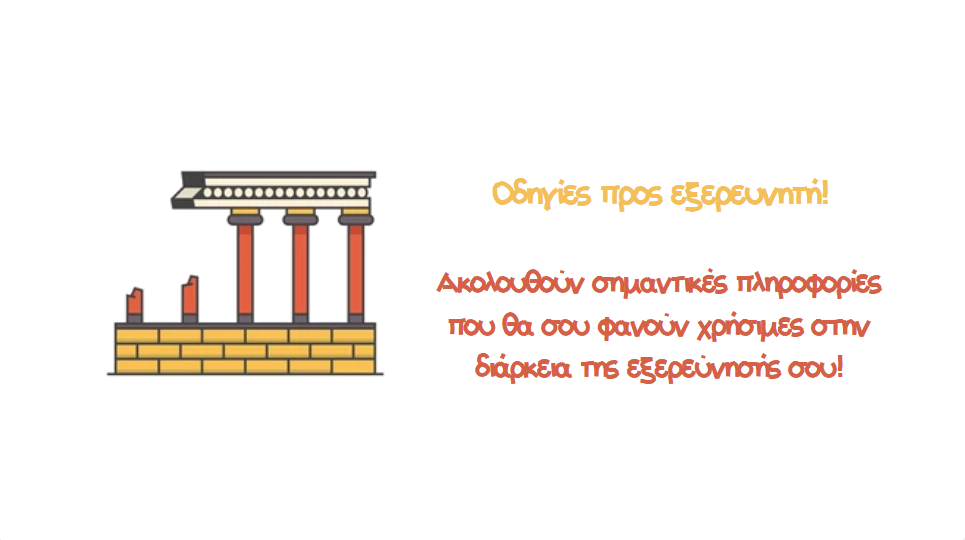 Οδηγίες προς εξερευνητή!
Ακολουθούν σημαντικές πληροφορίες
που θα σου φανούν χρήσιμες στην
διάρκεια της εξερεύνησής σου!